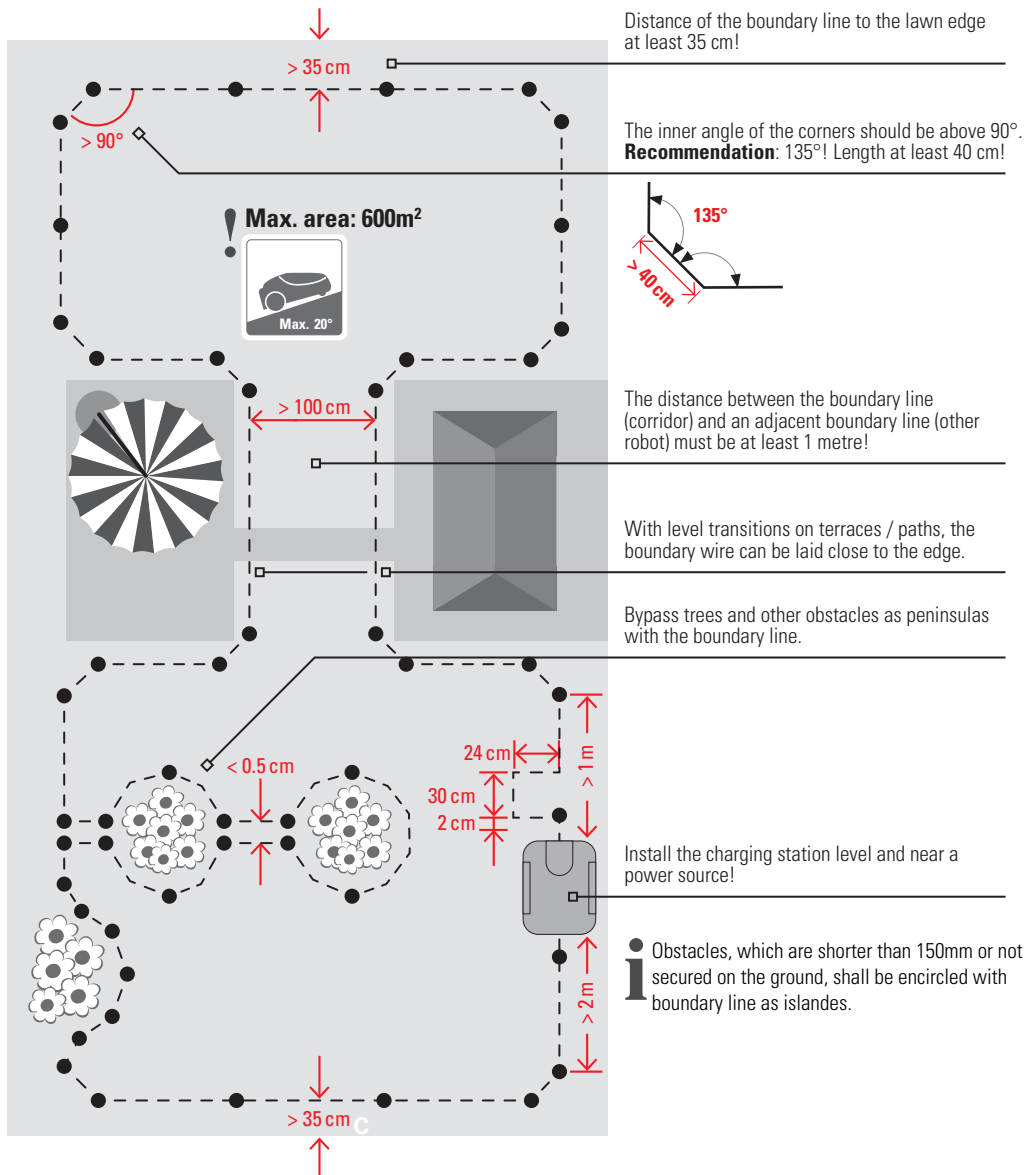 Distance of the boundary line to the lawn edge
at least 35 cm!
> 35 cm
> 90°
The inner angle of the corners should be above 90°.
Recommendation: 135°! Length at least 40 cm!
135°
> 40 cm
Max. area: 600m²
Max. 20°
> 100 cm
The distance between the boundary line
(corridor) and an adjacent boundary line (other
robot) must be at least 1 metre!
With level transitions on terraces / paths, the
boundary wire can be laid close to the edge.
Bypass trees and other obstacles as peninsulas
with the boundary line.
24 cm
< 0.5 cm
> 1 m
30 cm
2 cm
Install the charging station level and near a
power source!
Obstacles, which are shorter than 150mm or not
secured on the ground, shall be encircled with
boundary line as islandes.
> 2 m
> 35 cm
C